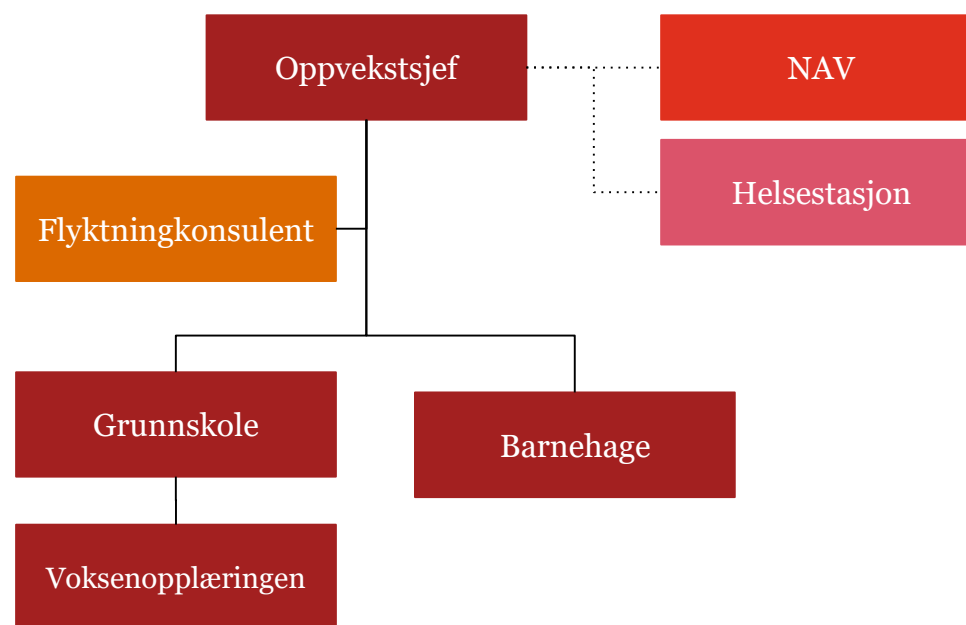 Oppvekstsjef
NAV
Helsestasjon
Flyktningkonsulent
Grunnskole
Barnehage
Voksenopplæringen